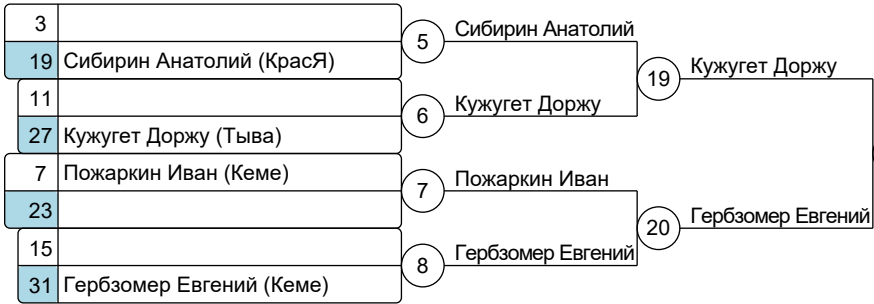 3
19 Сибирин Анатолий (КрасЯ)
11
27 Кужугет Доржу (Тыва)
7 Пожаркин Иван (Кеме)
23
15
31 Гербзомер Евгений (Кеме)
5 Сибирин Анатолий
6 Кужугет Доржу
7 Пожаркин Иван
8 Гербзомер Евгений
19 Кужугет Доржу
20 Гербзомер Евгений